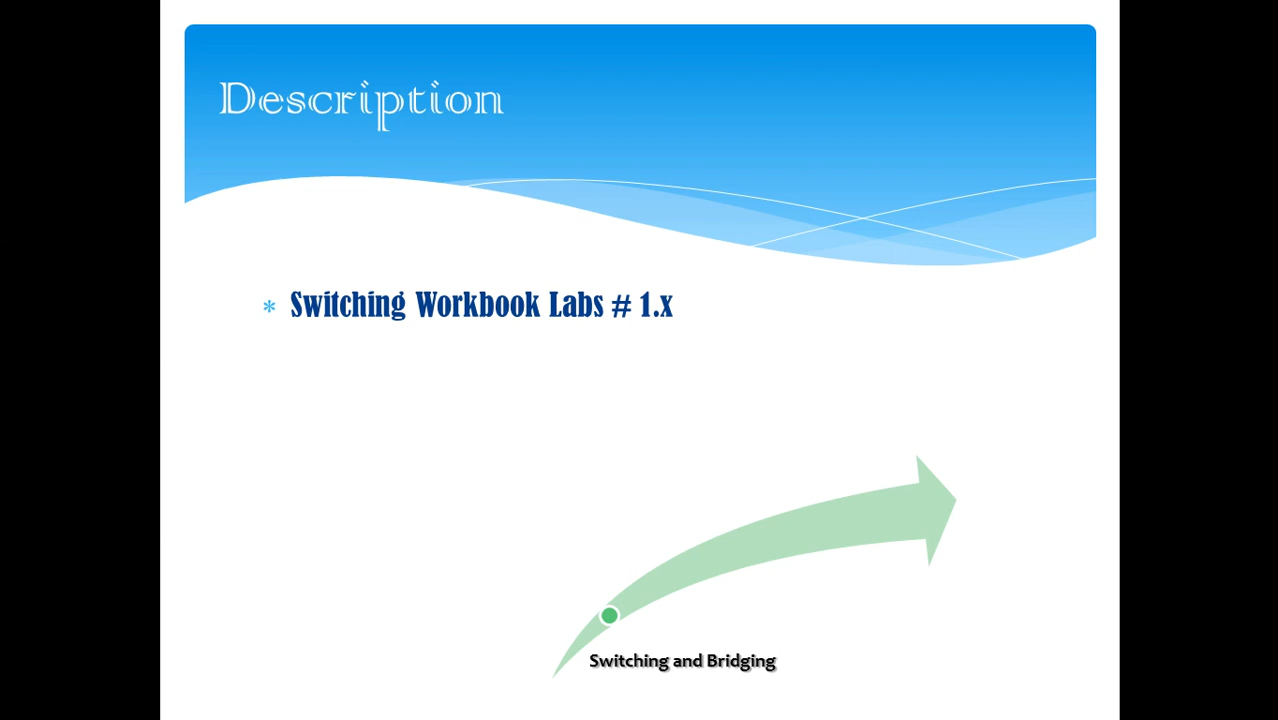 Description
* Switching Workbook Labs # 1.x
Switching and Bridging